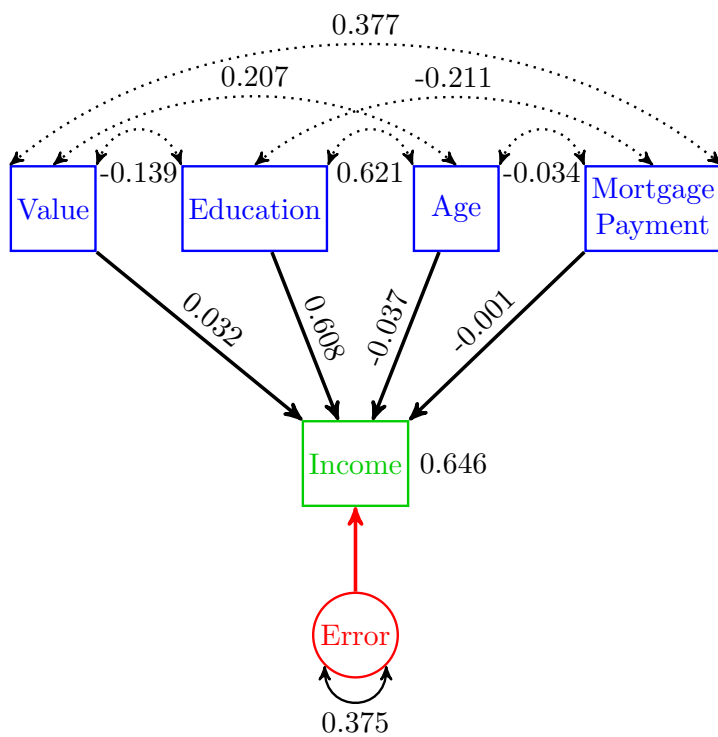 0.377
0.207
-0.211
-0.139
0.621
-0.034
Value
Education
Age
Mortgage
Payment
0.032
0.608
-0.037
-0.001
Income
0.646
Error
0.375